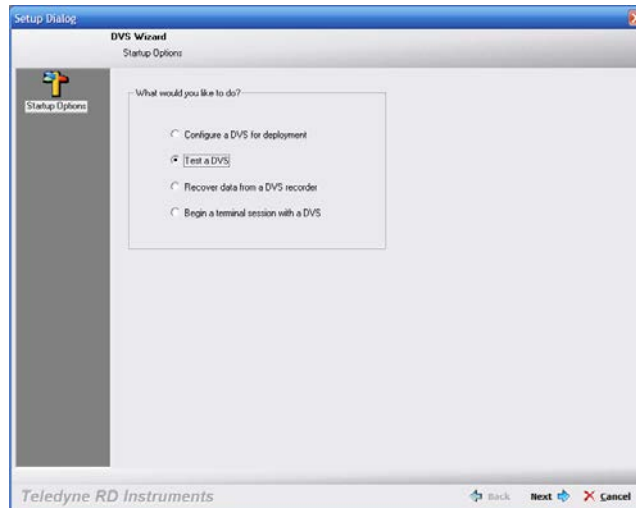 Setup Dialog
DVS Wizard
Startup Options
Startup Options
What would you like to do?
Configure a DVS for deployment
Test a DVS
Recover data from a DVS recorder
Begin a terminal session with a DVS
Teledyne RD Instruments
Back Next Cancel